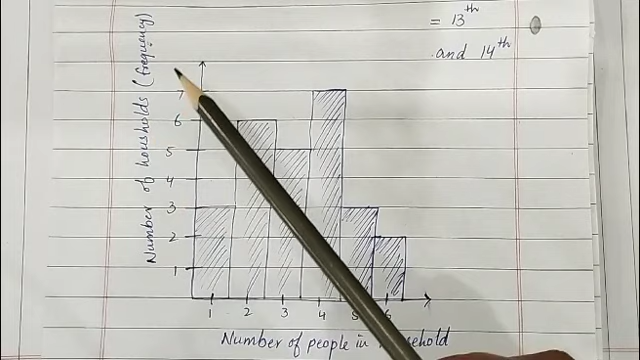 = 13th
and 14th
Number of housholds (frequency)
7
6
5
4
3
2
1
1 2 3 4 5 6
Number of people in household